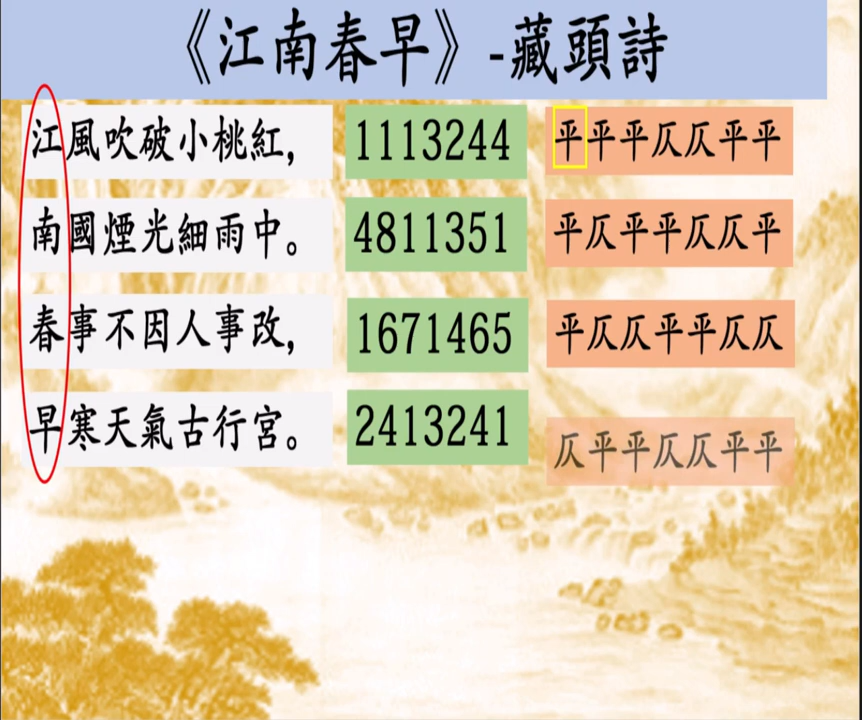 《江南春早》-藏頭詩
江風吹破小桃紅, 1113244 平平平仄仄平平
南國煙光細雨中。 4811351 平仄平平仄仄平
春事不因人事改, 1671465 平仄仄平平仄仄
早寒天氣古行宮。 2413241 仄平平仄仄平平